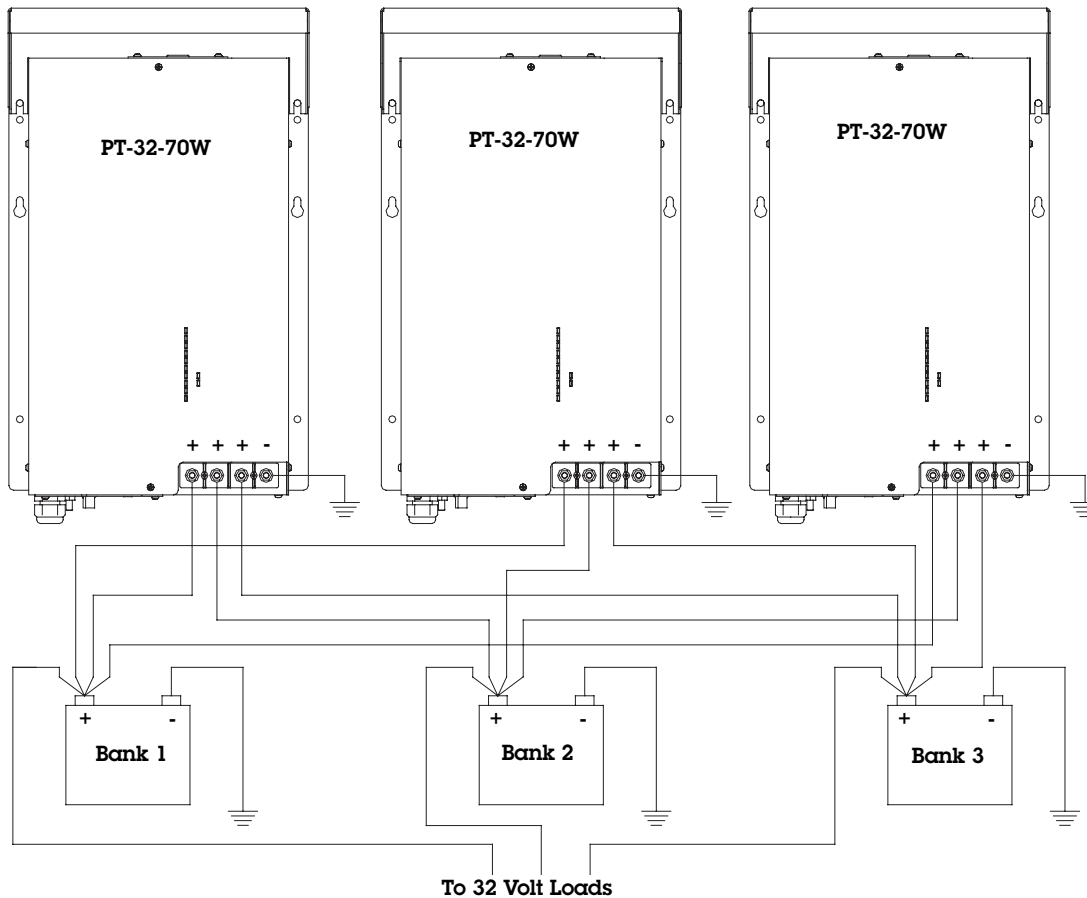 PT-32-70W
PT-32-70W
PT-32-70W
+ + + -
+ + + -
+ + + -
+ -
Bank 1
+ -
Bank 2
+ -
Bank 3
To 32 Volt Loads